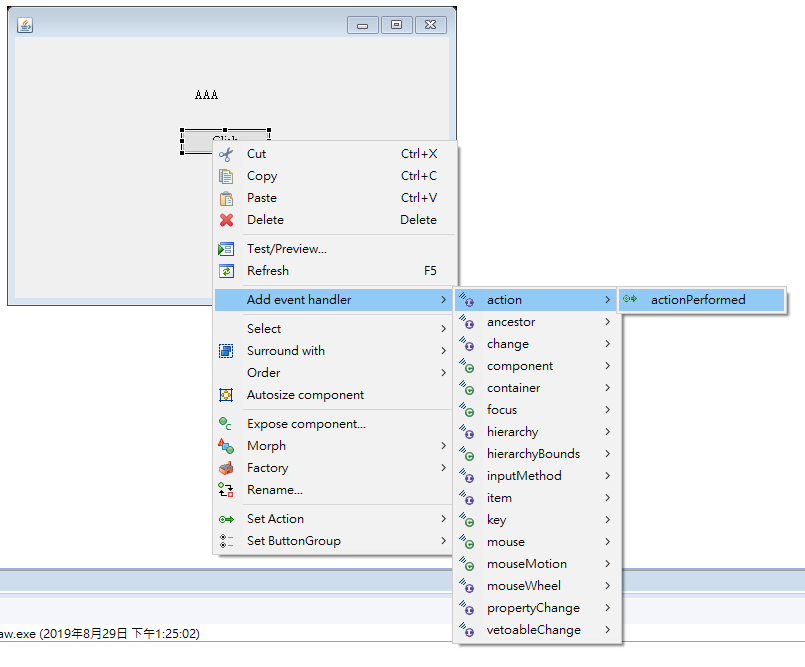 AAA
Cut Ctrl+X
Copy Ctrl+C
Paste Ctrl+V
Delete Delete
Test/Preview...
Refresh F5
Add event handler
Select
Surround with
Order
Autosize component
Expose component...
Morph
Factory
Rename...
Set Action
Set ButtonGroup
action
ancestor
change
component
container
focus
hierarchy
hierarchyBounds
inputMethod
item
key
mouse
mouseMotion
mouseWheel
propertyChange
vetoableChange
actionPerformed
aw.exe (2019年8月29日 下午1:25:02)